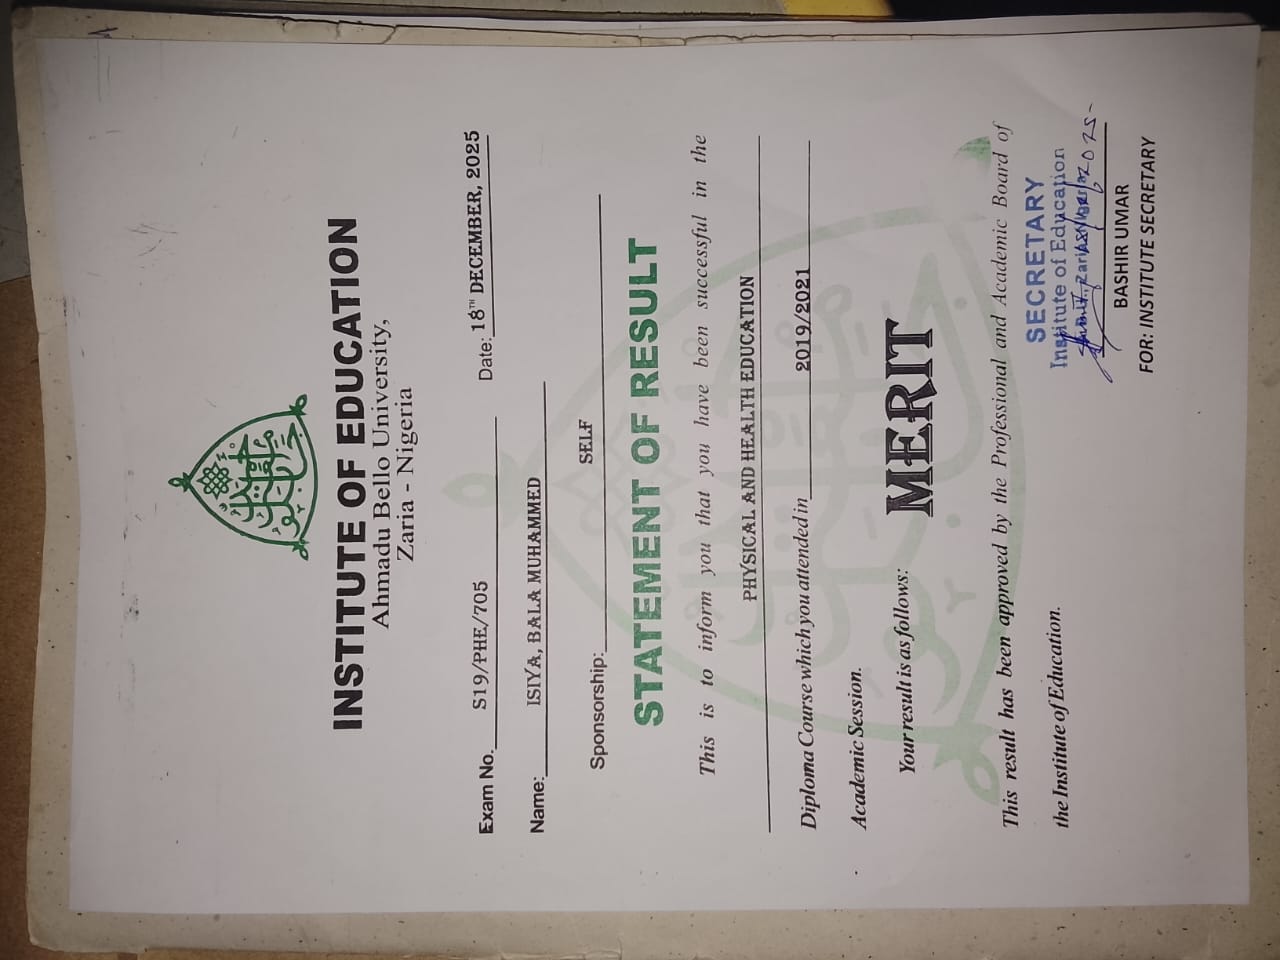 INSTITUTE OF EDUCATION
Ahmadu Bello University,
Zaria - Nigeria
Exam No. S19/PHE/705 Date: 18TH DECEMBER, 2025
Name: ISIYA, BALA MUHAMMED
Sponsorship: SELF
STATEMENT OF RESULT
This is to inform you that you have been successful in the
PHYSICAL AND HEALTH EDUCATION
Diploma Course which you attended in 2019/2021
Academic Session.
Your result is as follows: MERIT
This result has been approved by the Professional and Academic Board of
the Institute of Education.
SECRETARY
Institute of Education
2025
BASHIR UMAR
FOR: INSTITUTE SECRETARY